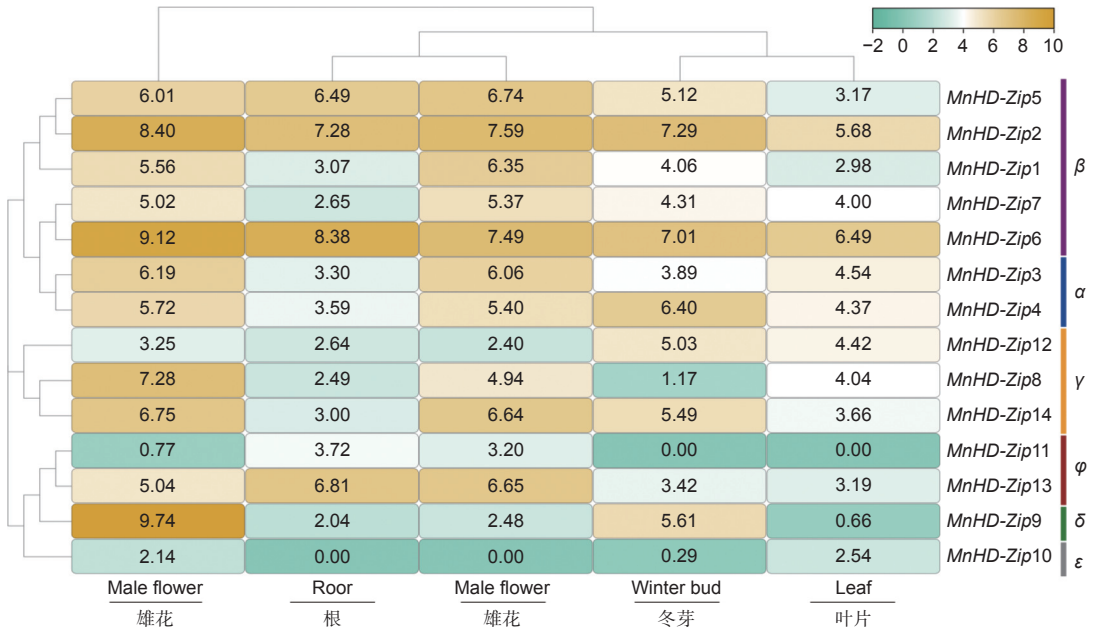 −2 0 2 4 6 8 10
6.01 6.49 6.74 5.12 3.17 MnHD-Zip5
8.40 7.28 7.59 7.29 5.68 MnHD-Zip2
5.56 3.07 6.35 4.06 2.98 MnHD-Zip1
β
5.02 2.65 5.37 4.31 4.00 MnHD-Zip7
9.12 8.38 7.49 7.01 6.49 MnHD-Zip6
6.19 3.30 6.06 3.89 4.54 MnHD-Zip3
α
5.72 3.59 5.40 6.40 4.37 MnHD-Zip4
3.25 2.64 2.40 5.03 4.42 MnHD-Zip12
7.28 2.49 4.94 1.17 4.04 MnHD-Zip8 γ
6.75 3.00 6.64 5.49 3.66 MnHD-Zip14
0.77 3.72 3.20 0.00 0.00 MnHD-Zip11
φ
5.04 6.81 6.65 3.42 3.19 MnHD-Zip13
9.74 2.04 2.48 5.61 0.66 MnHD-Zip9 δ
2.14 0.00 0.00 0.29 2.54 MnHD-Zip10 ε
Male flower Roor Male flower Winter bud Leaf
雄花 根 雄花 冬芽 叶片